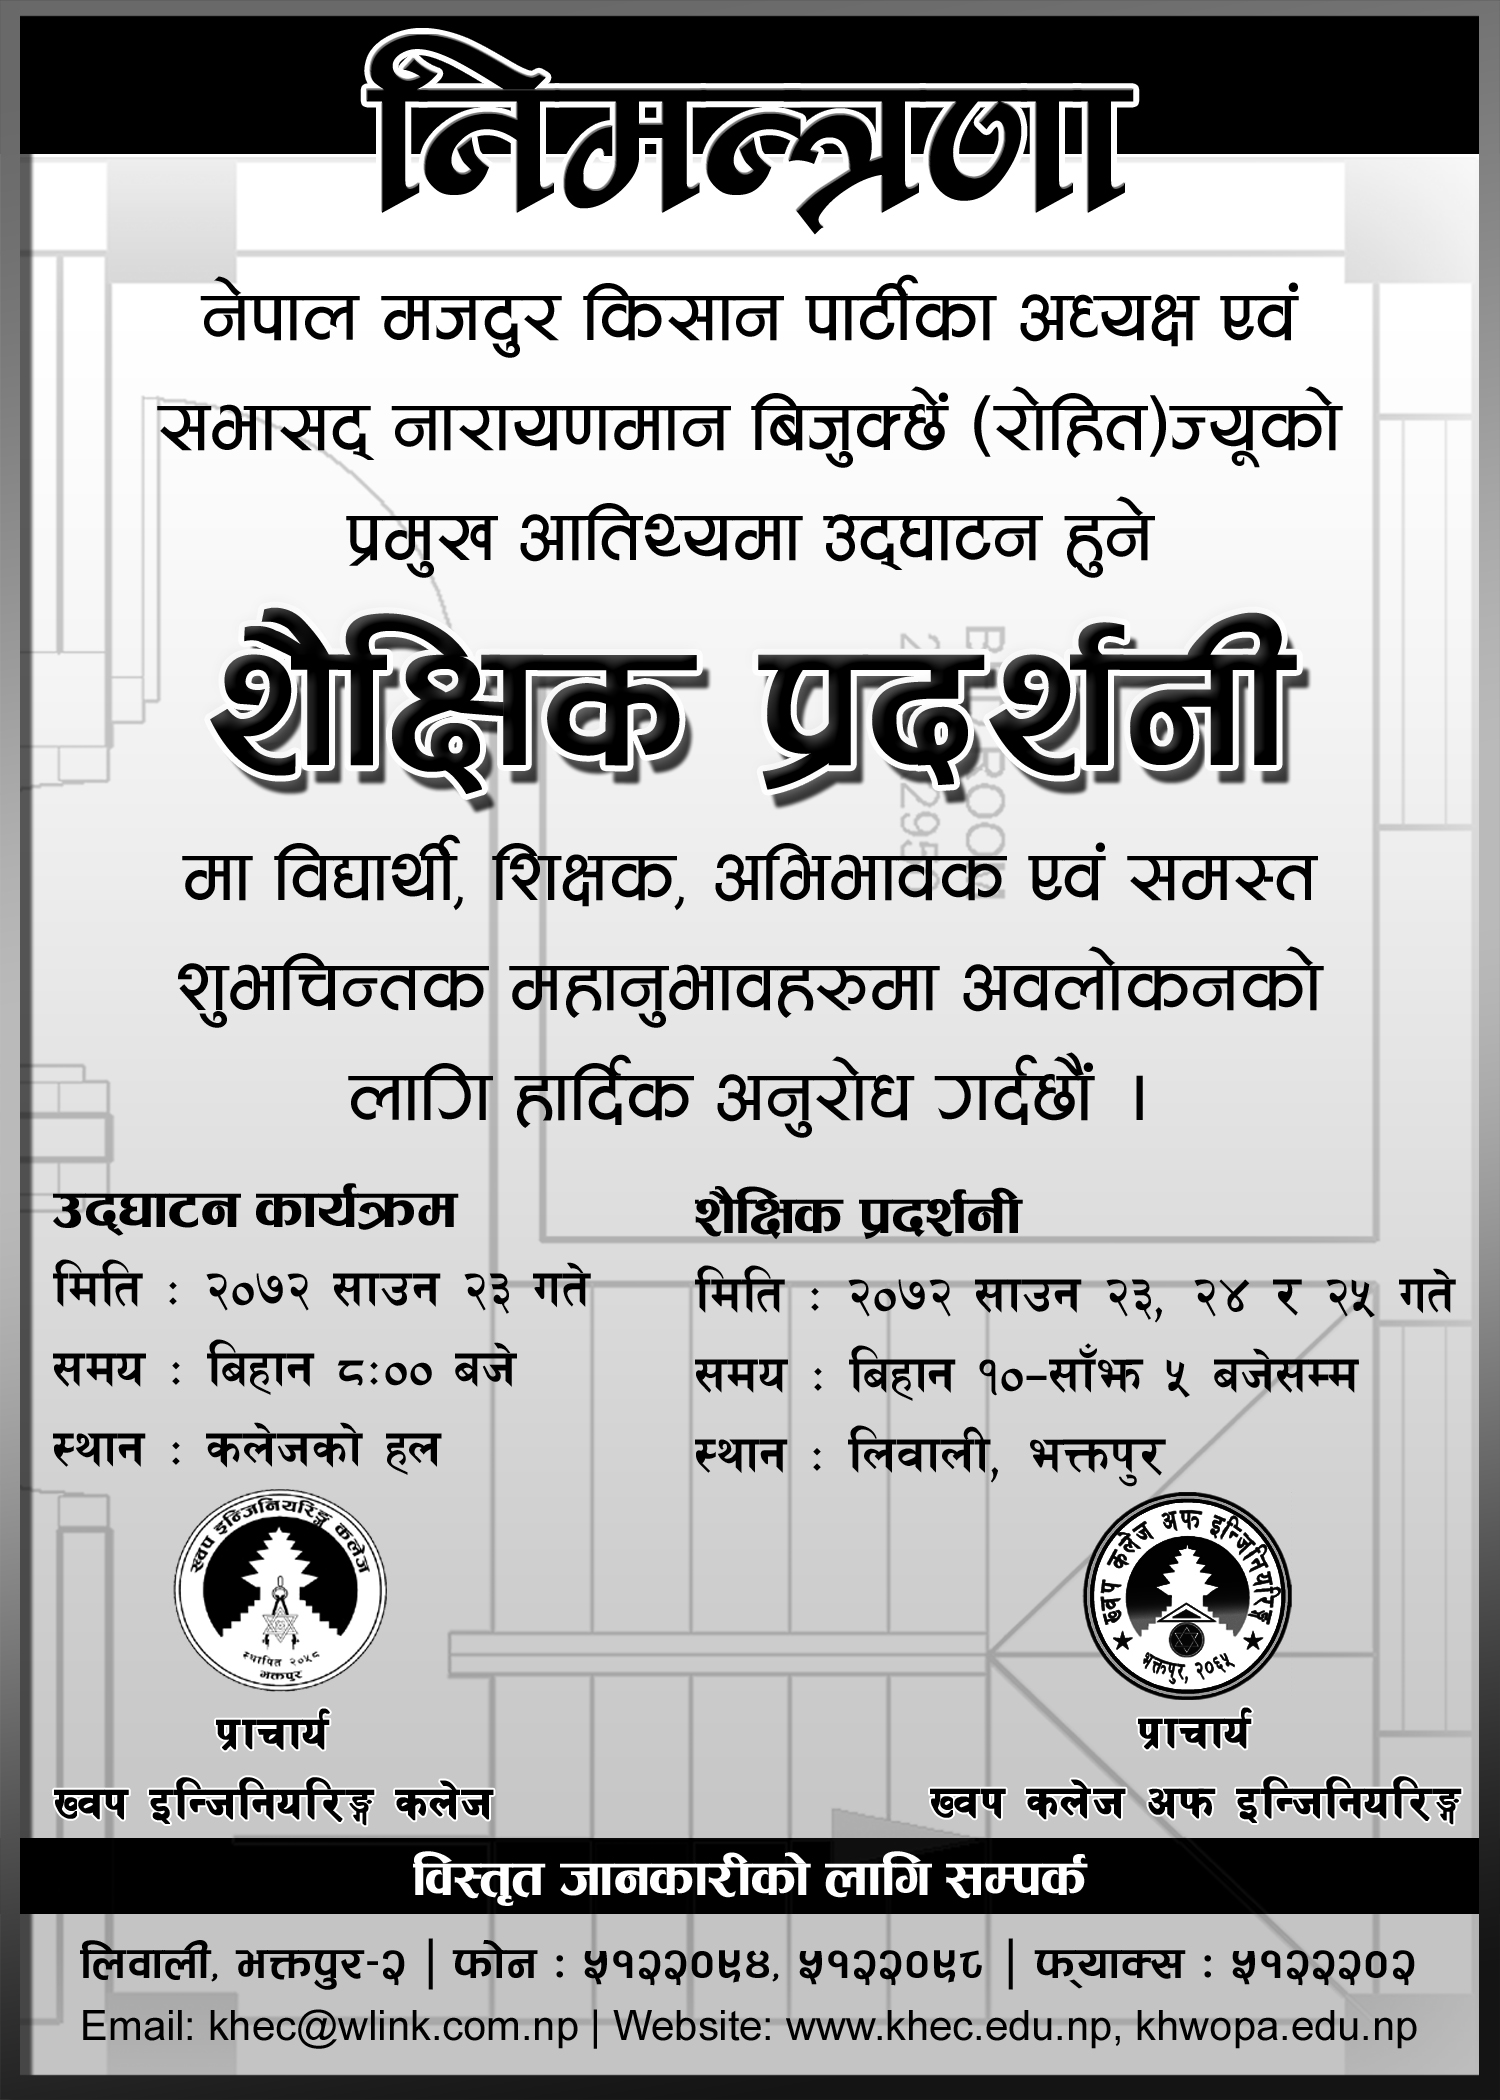 निमन्त्रणा
नेपाल मजदुर किसान पार्टीका अध्यक्ष एवं
सभासद् नारायणमान बिजुक्छेँ (रोहित)ज्यूको
प्रमुख आतिथ्यमा उद्घाटन हुने
शैक्षिक प्रदर्शनी
मा विद्यार्थी, शिक्षक, अभिभावक एवं समस्त
शुभचिन्तक महानुभावहरुमा अवलोकनको
लागि हार्दिक अनुरोध गर्दछौं ।
उद्घाटन कार्यक्रम
मिति : २०७२ साउन २३ गते
समय : बिहान ८:०० बजे
स्थान : कलेजको हल
शैक्षिक प्रदर्शनी
मिति : २०७२ साउन २३, २४ र २५ गते
समय : बिहान १०-साँझ ५ बजेसम्म
स्थान : लिवाली, भक्तपुर
ख्वप इन्जिनियरिङ्ग कलेज
स्थापित २०५८
भक्तपुर
प्राचार्य
ख्वप इन्जिनियरिङ्ग कलेज
ख्वप कलेज अफ इन्जिनियरिङ्ग
भक्तपुर, २०६५
प्राचार्य
ख्वप कलेज अफ इन्जिनियरिङ्ग
विस्तृत जानकारीको लागि सम्पर्क
लिवाली, भक्तपुर-२ | फोन : ५१२२०९४, ५१२२०९८ | फ्याक्स : ५१२२२०२
Email: khec@wlink.com.np | Website: www.khec.edu.np, khwopa.edu.np